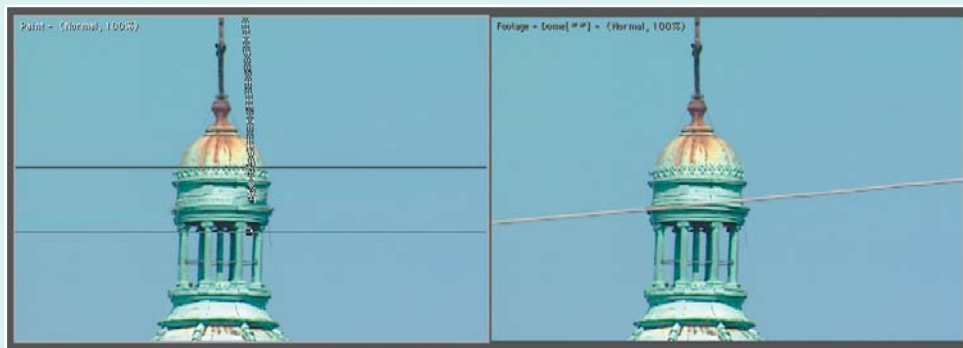 Paint - (Normal, 100%)
Footage - Dome[**] - (Normal, 100%)